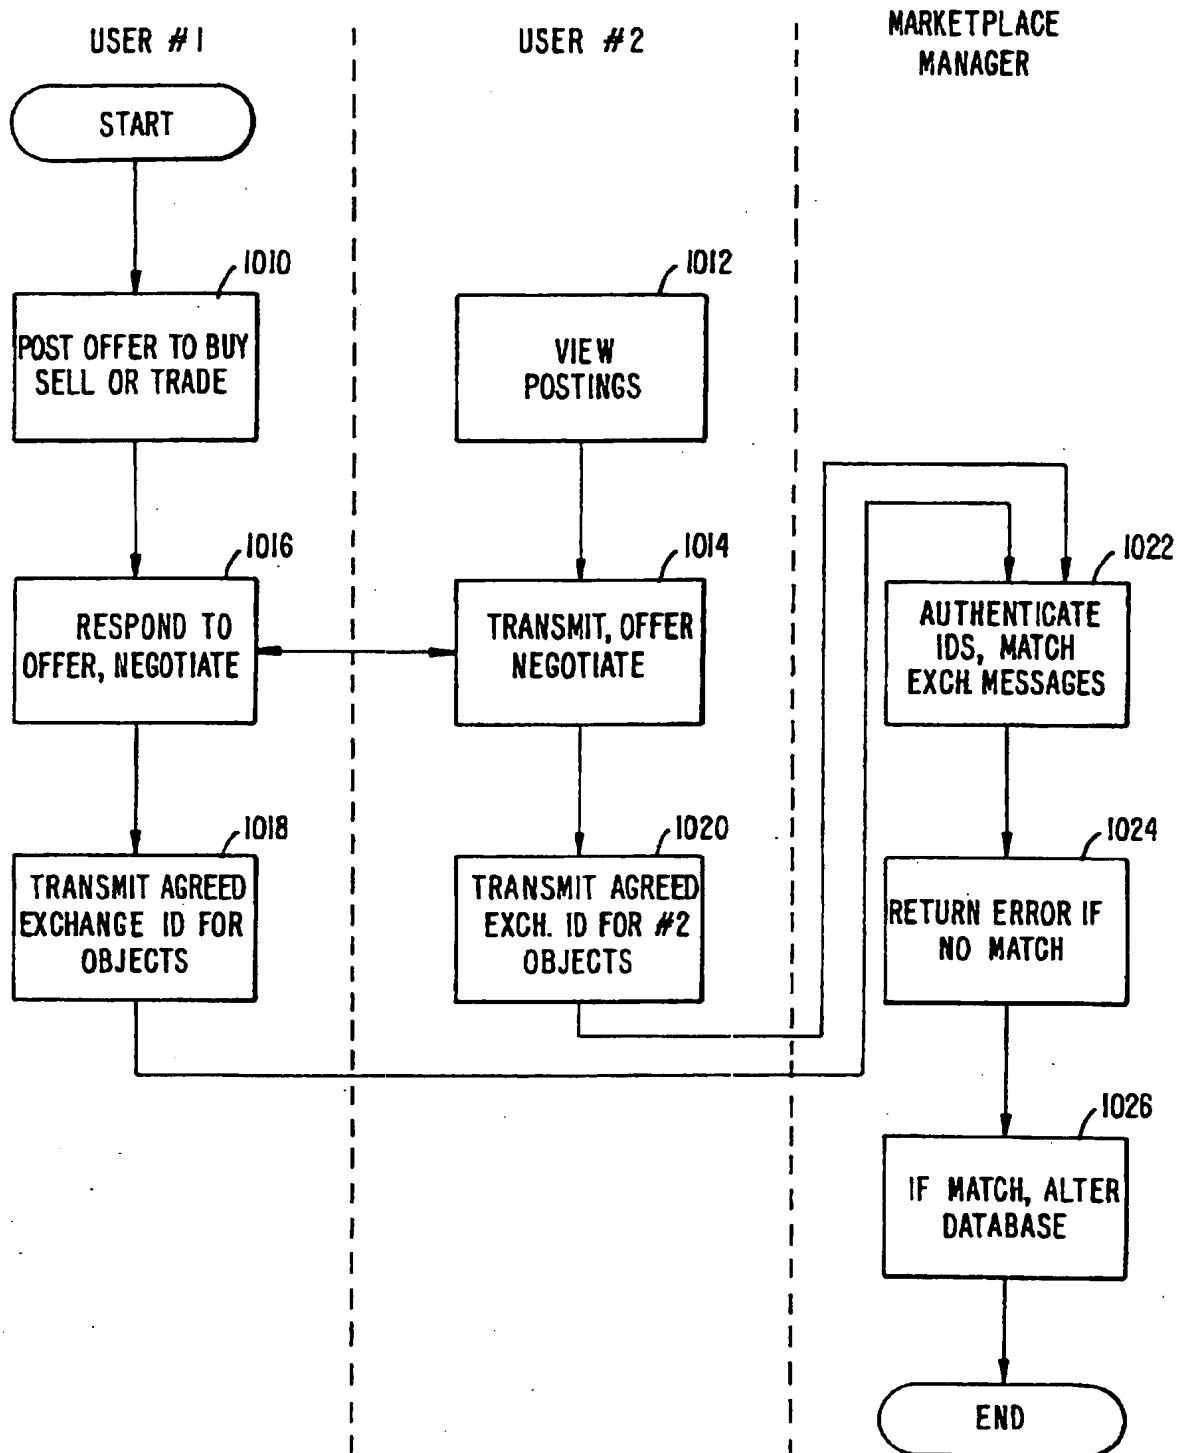 USER #1
USER #2
MARKETPLACE
MANAGER
START
1010
POST OFFER TO BUY
SELL OR TRADE
1012
VIEW
POSTINGS
1016
RESPOND TO
OFFER, NEGOTIATE
1014
TRANSMIT, OFFER
NEGOTIATE
1022
AUTHENTICATE
IDS, MATCH
EXCH. MESSAGES
1018
TRANSMIT AGREED
EXCHANGE ID FOR
OBJECTS
1020
TRANSMIT AGREED
EXCH. ID FOR #2
OBJECTS
1024
RETURN ERROR IF
NO MATCH
1026
IF MATCH, ALTER
DATABASE
END